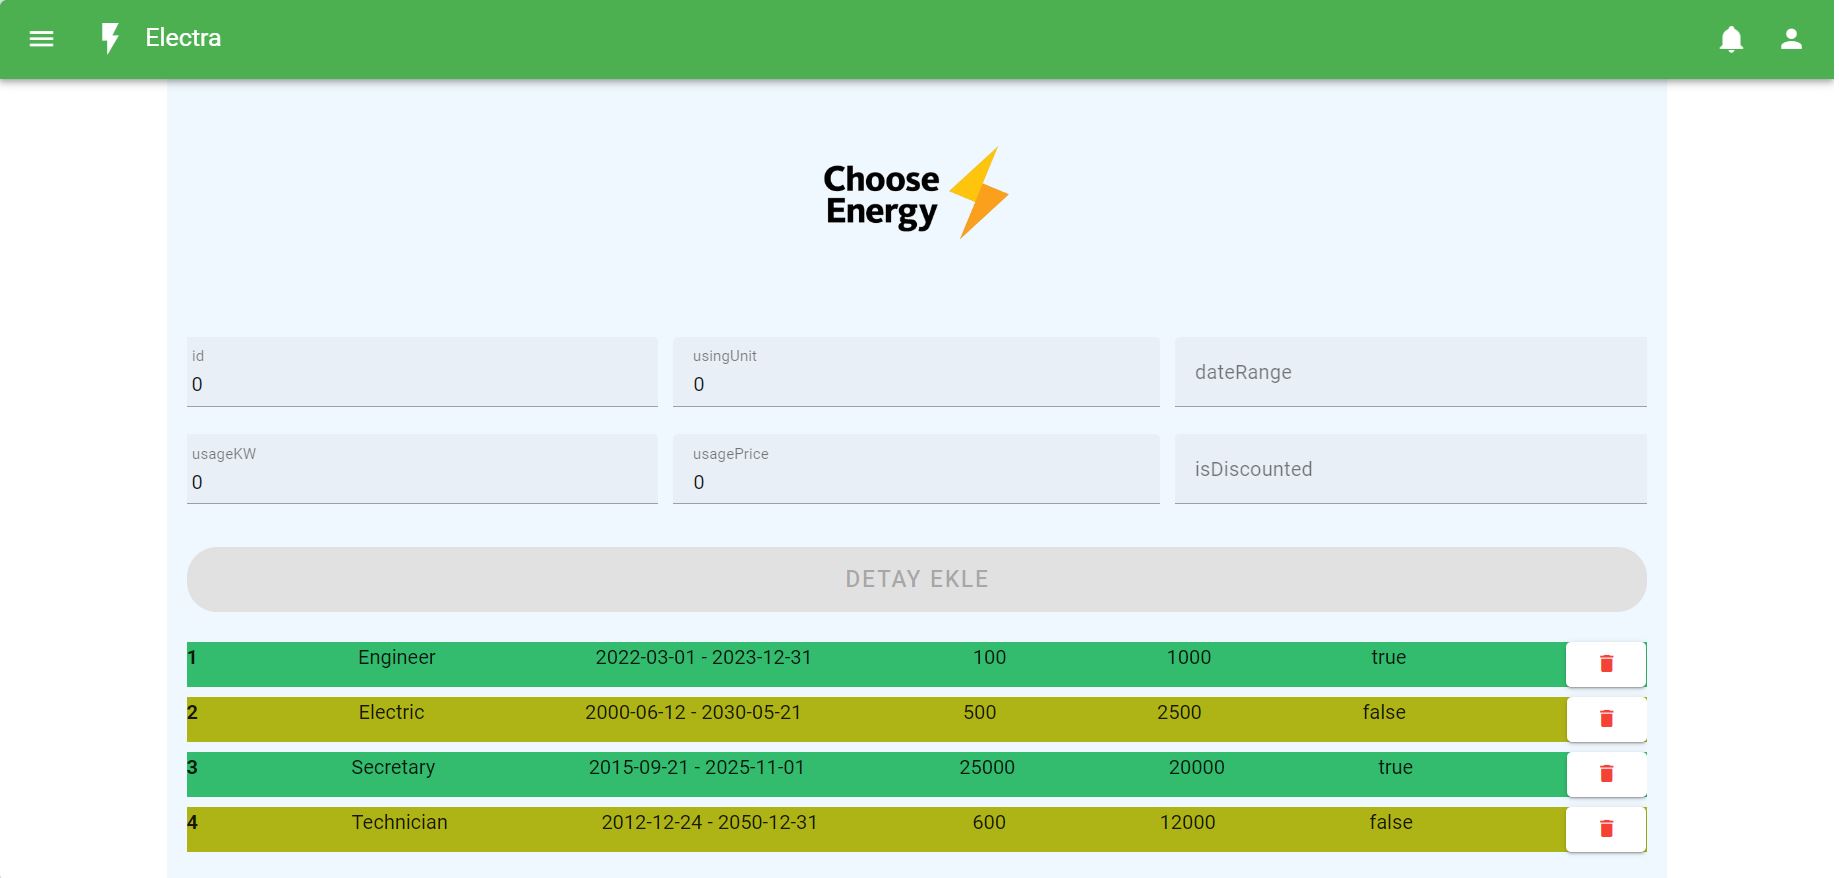 Electra
Choose
Energy
id
0
usingUnit
0
dateRange
usageKW
0
usagePrice
0
isDiscounted
DETAY EKLE
1 Engineer 2022-03-01 - 2023-12-31 100 1000 true
2 Electric 2000-06-12 - 2030-05-21 500 2500 false
3 Secretary 2015-09-21 - 2025-11-01 25000 20000 true
4 Technician 2012-12-24 - 2050-12-31 600 12000 false